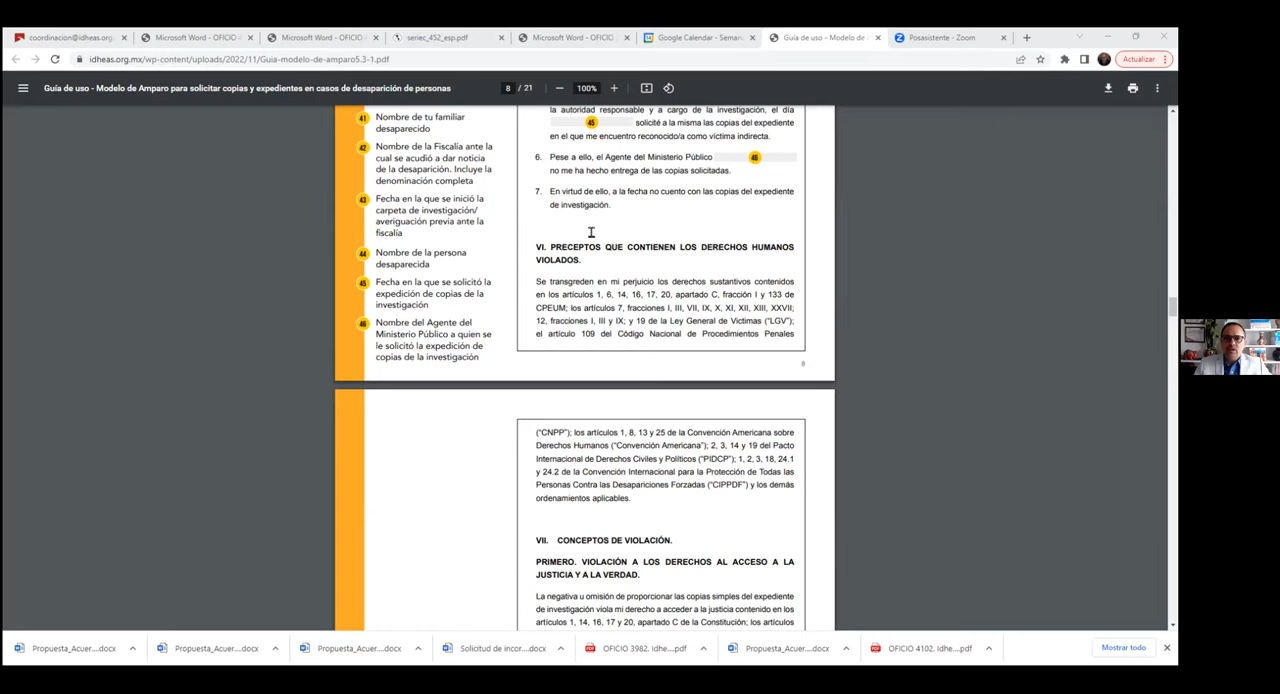 coordinacion@idheas.org.
Microsoft Word - OFICIO 4
Microsoft Word - OFICIO 4
seriec_452_esp.pdf
Microsoft Word - OFICIO
Google Calendar - Seman
Guía de uso - Modelo de A
Posasistente - Zoom
idheas.org.mx/wp-content/uploads/2022/11/Guia-modelo-de-amparo5.3-1.pdf
Actualizar
Guía de uso - Modelo de Amparo para solicitar copias y expedientes en casos de desaparición de personas
8 / 21
100%
41 Nombre de tu familiar
desaparecido
42 Nombre de la Fiscalía ante la
cual se acudió a dar noticia
de la desaparición. Incluye la
denominación completa
43 Fecha en la que se inició la
carpeta de investigación/
averiguación previa ante la
fiscalía
44 Nombre de la persona
desaparecida
45 Fecha en la que se solicitó la
expedición de copias de la
investigación
46 Nombre del Agente del
Ministerio Público a quien se
le solicitó la expedición de
copias de la investigación
la autoridad responsable y a cargo de la investigación, el día
45 solicité a la misma las copias del expediente
en el que me encuentro reconocido/a como víctima indirecta.
6. Pese a ello, el Agente del Ministerio Público 46
no me ha hecho entrega de las copias solicitadas.
7. En virtud de ello, a la fecha no cuento con las copias del expediente
de investigación.
VI. PRECEPTOS QUE CONTIENEN LOS DERECHOS HUMANOS
VIOLADOS.
Se transgreden en mi perjuicio los derechos sustantivos contenidos
en los artículos 1, 6, 14, 16, 17, 20, apartado C, fracción I y 133 de
CPEUM; los artículos 7, fracciones I, III, VII, IX, X, XI, XII, XIII, XXVII;
12, fracciones I, III y IX; y 19 de la Ley General de Victimas ("LGV");
el artículo 109 del Código Nacional de Procedimientos Penales
8
("CNPP"); los artículos 1, 8, 13 y 25 de la Convención Americana sobre
Derechos Humanos ("Convención Americana"); 2, 3, 14 y 19 del Pacto
Internacional de Derechos Civiles y Políticos ("PIDCP"); 1, 2, 3, 18, 24.1
y 24.2 de la Convención Internacional para la Protección de Todas las
Personas Contra las Desapariciones Forzadas ("CIPPDF") y los demás
ordenamientos aplicables.
VII. CONCEPTOS DE VIOLACIÓN.
PRIMERO. VIOLACIÓN A LOS DERECHOS AL ACCESO A LA
JUSTICIA Y A LA VERDAD.
La negativa u omisión de proporcionar las copias simples del expediente
de investigación viola mi derecho a acceder a la justicia contenido en los
artículos 1, 14, 16, 17 y 20, apartado C de la Constitución; los artículos
Propuesta_Acuer....docx
Propuesta_Acuer....docx
Propuesta_Acuer....docx
Solicitud de incor....docx
OFICIO 3982. Idhe....pdf
Propuesta_Acuer....docx
OFICIO 4102. Idhe....pdf
Mostrar todo